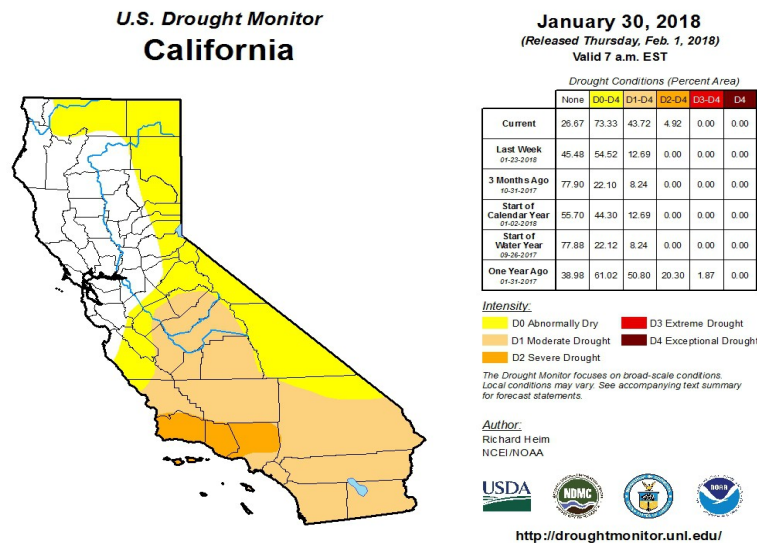 U.S. Drought Monitor
California
January 30, 2018
(Released Thursday, Feb. 1, 2018)
Valid 7 a.m. EST
Drought Conditions (Percent Area)
None D0-D4 D1-D4 D2-D4 D3-D4 D4
Current 26.67 73.33 43.72 4.92 0.00 0.00
Last Week
01-23-2018
45.48 54.52 12.69 0.00 0.00 0.00
3 Months Ago
10-31-2017
77.90 22.10 8.24 0.00 0.00 0.00
Start of
Calendar Year
01-02-2018
55.70 44.30 12.69 0.00 0.00 0.00
Start of
Water Year
09-26-2017
77.88 22.12 8.24 0.00 0.00 0.00
One Year Ago
01-31-2017
38.98 61.02 50.80 20.30 1.87 0.00
Intensity:
D0 Abnormally Dry
D1 Moderate Drought
D2 Severe Drought
D3 Extreme Drought
D4 Exceptional Drought
The Drought Monitor focuses on broad-scale conditions.
Local conditions may vary. See accompanying text summary
for forecast statements.
Author:
Richard Heim
NCEI/NOAA
USDA
NDMC
NOAA
http://droughtmonitor.unl.edu/